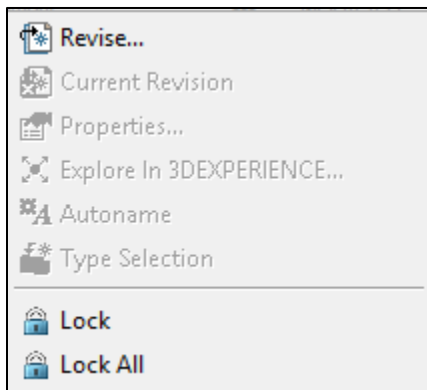 Revise...
Current Revision
Properties...
Explore In 3DEXPERIENCE...
Autoname
Type Selection
Lock
Lock All